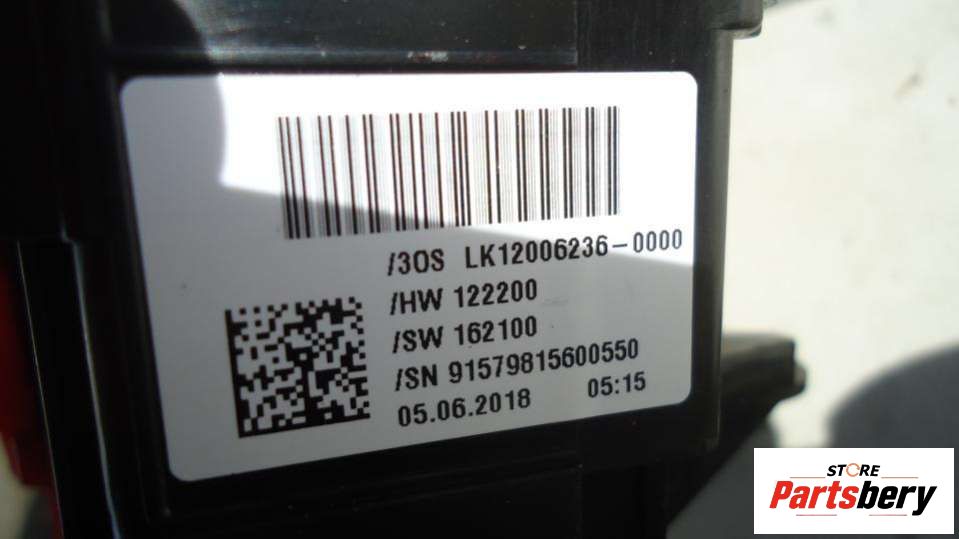 /3OS LK12006236-0000
/HW 122200
/SW 162100
/SN 91579815600550
05.06.2018 05:15
STORE
Partsbery